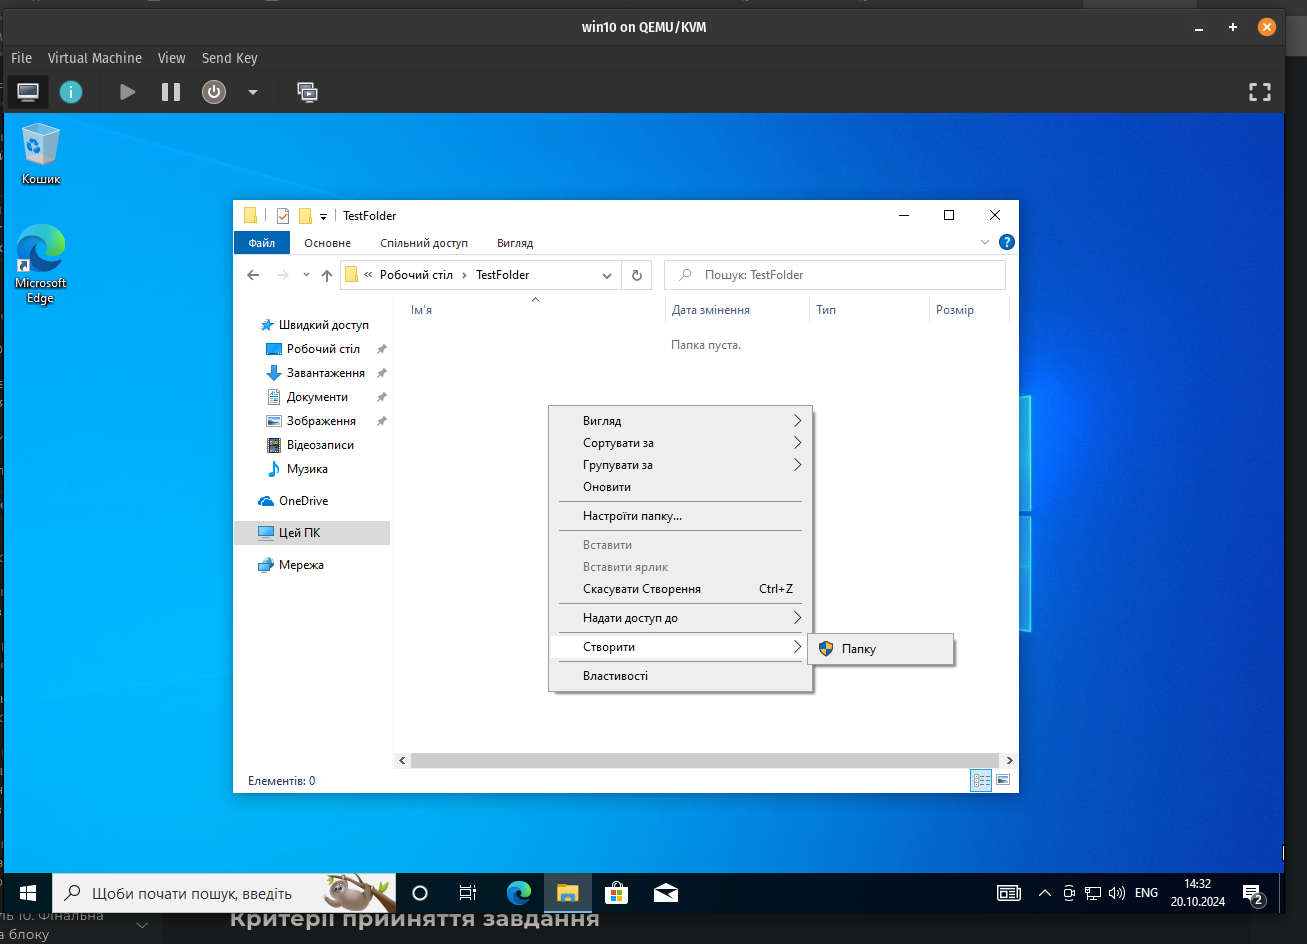 win10 on QEMU/KVM
File Virtual Machine View Send Key
Кошик
Microsoft
Edge
TestFolder
Файл Основне Спільний доступ Вигляд
« Робочий стіл > TestFolder
Пошук: TestFolder
Ім'я Дата змінення Тип Розмір
Папка пуста.
Швидкий доступ
Робочий стіл
Завантаження
Документи
Зображення
Відеозаписи
Музика
OneDrive
Цей ПК
Мережа
Вигляд
Сортувати за
Групувати за
Оновити
Настроїти папку...
Вставити
Вставити ярлик
Скасувати Створення Ctrl+Z
Надати доступ до
Створити
Папку
Властивості
Елементів: 0
Щоби почати пошук, введіть
ENG
14:32
20.10.2024
2
10. Фінальна
блоку
Критерії прийняття завдання